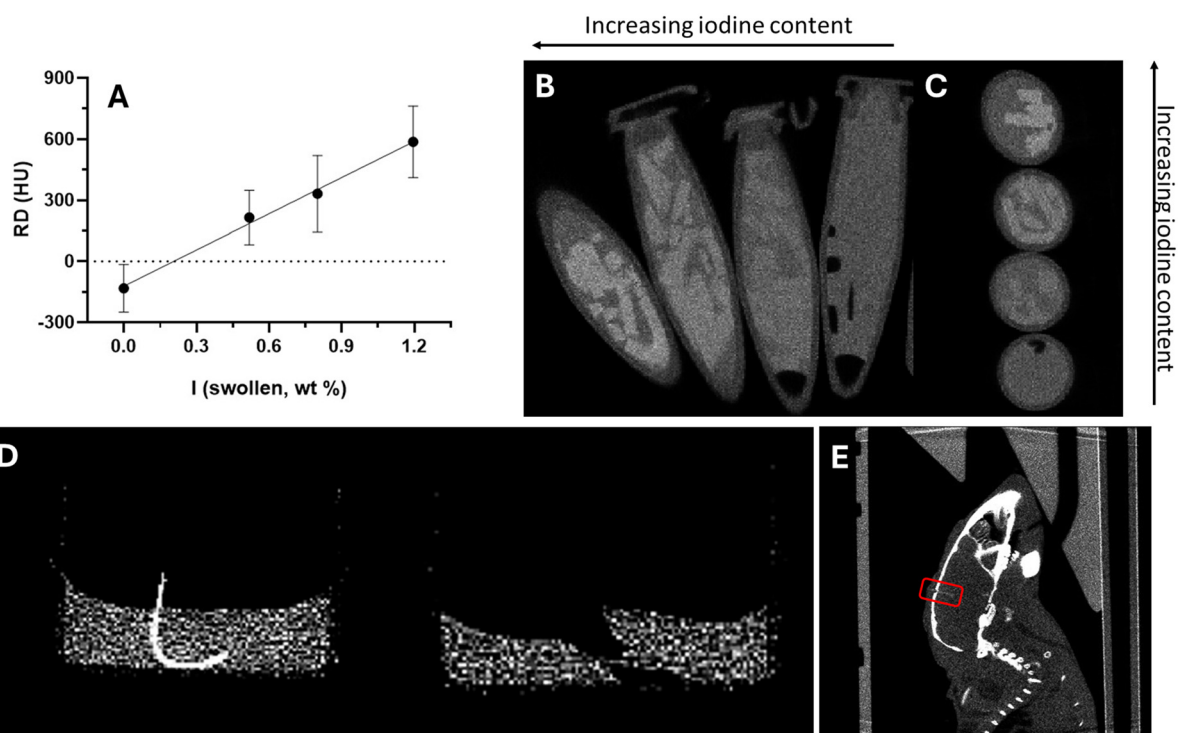 Increasing iodine content
A
900
600
300
0
-300
RD (HU)
0.0 0.3 0.6 0.9 1.2
I (swollen, wt %)
B
C
Increasing iodine content
D
E